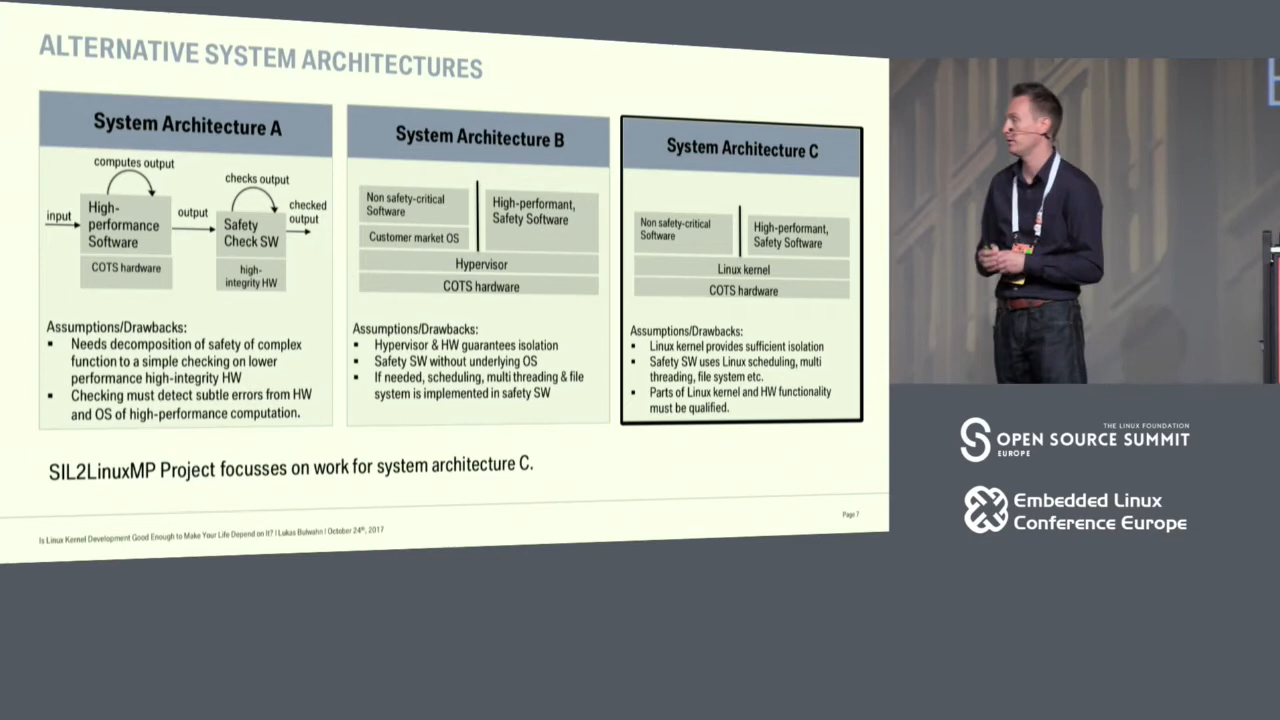 ALTERNATIVE SYSTEM ARCHITECTURES
System Architecture A
computes output
checks output
input
High-
performance
Software
output
Safety
Check SW
checked
output
COTS hardware
high-
integrity HW
Assumptions/Drawbacks:
▪ Needs decomposition of safety of complex
function to a simple checking on lower
performance high-integrity HW
▪ Checking must detect subtle errors from HW
and OS of high-performance computation.
System Architecture B
Non safety-critical
Software
Customer market OS
High-performant,
Safety Software
Hypervisor
COTS hardware
Assumptions/Drawbacks:
▪ Hypervisor & HW guarantees isolation
▪ Safety SW without underlying OS
▪ If needed, scheduling, multi threading & file
system is implemented in safety SW
System Architecture C
Non safety-critical
Software
High-performant,
Safety Software
Linux kernel
COTS hardware
Assumptions/Drawbacks:
▪ Linux kernel provides sufficient isolation
▪ Safety SW uses Linux scheduling, multi
threading, file system etc.
▪ Parts of Linux kernel and HW functionality
must be qualified.
SIL2LinuxMP Project focusses on work for system architecture C.
Is Linux Kernel Development Good Enough to Make Your Life Depend on It? | Lukas Bulwahn | October 24th, 2017
Page 7
THE LINUX FOUNDATION
OPEN SOURCE SUMMIT
EUROPE
Embedded Linux
Conference Europe